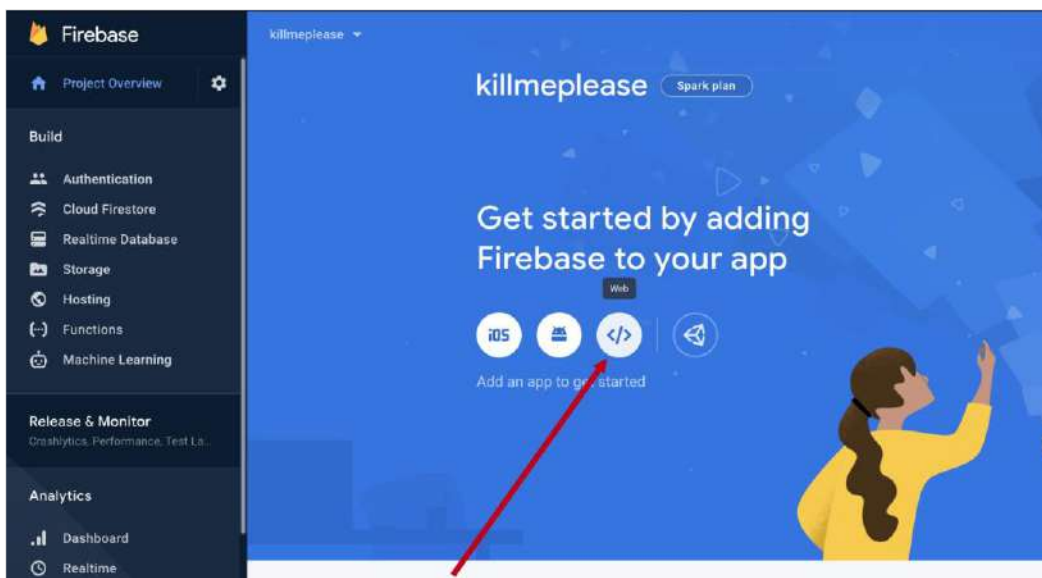 Firebase
killmeplease
Project Overview
Build
Authentication
Cloud Firestore
Realtime Database
Storage
Hosting
Functions
Machine Learning
Release & Monitor
Crashlytics, Performance, Test La...
Analytics
Dashboard
Realtime
killmeplease Spark plan
Get started by adding
Firebase to your app
Web
iOS </>
Add an app to get started